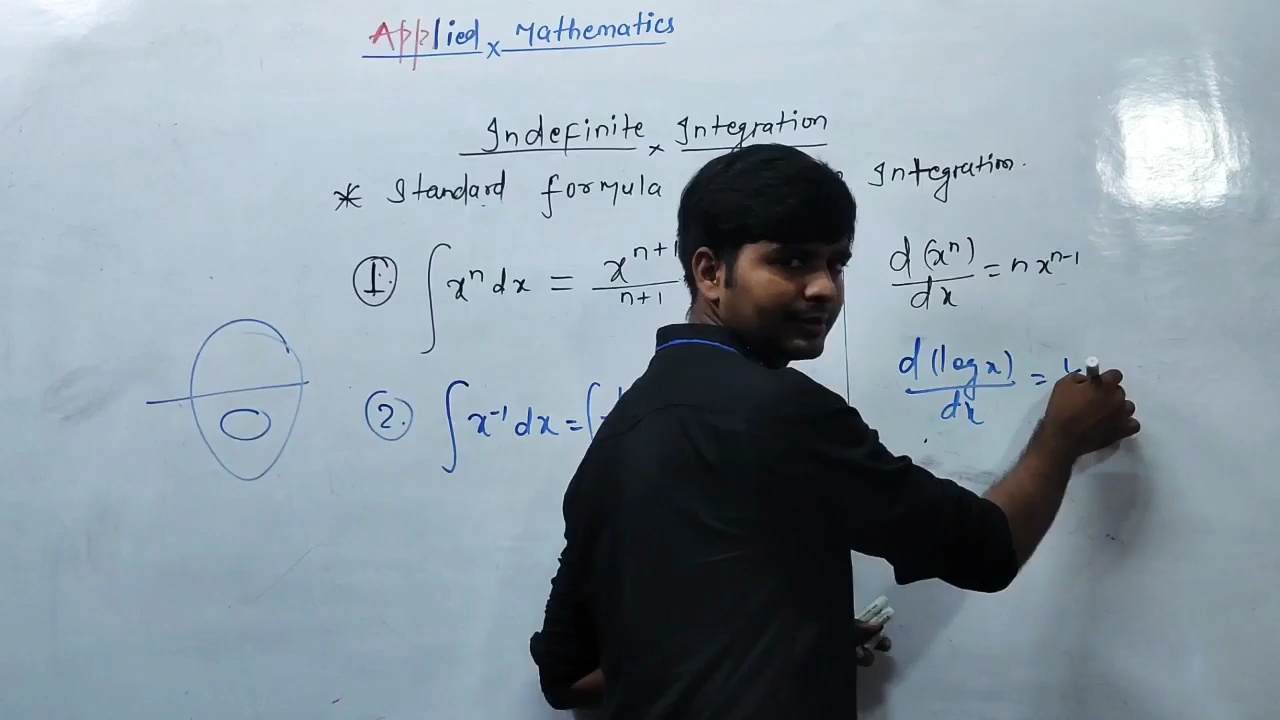 Applied × Mathematics
Indefinite × Integration
* Standard formula Integration.
① ∫ xⁿ dx = xⁿ⁺¹/n+1
d(xⁿ)/dx = n xⁿ⁻¹
② ∫ x⁻¹ dx = ∫
d(log x)/dx =